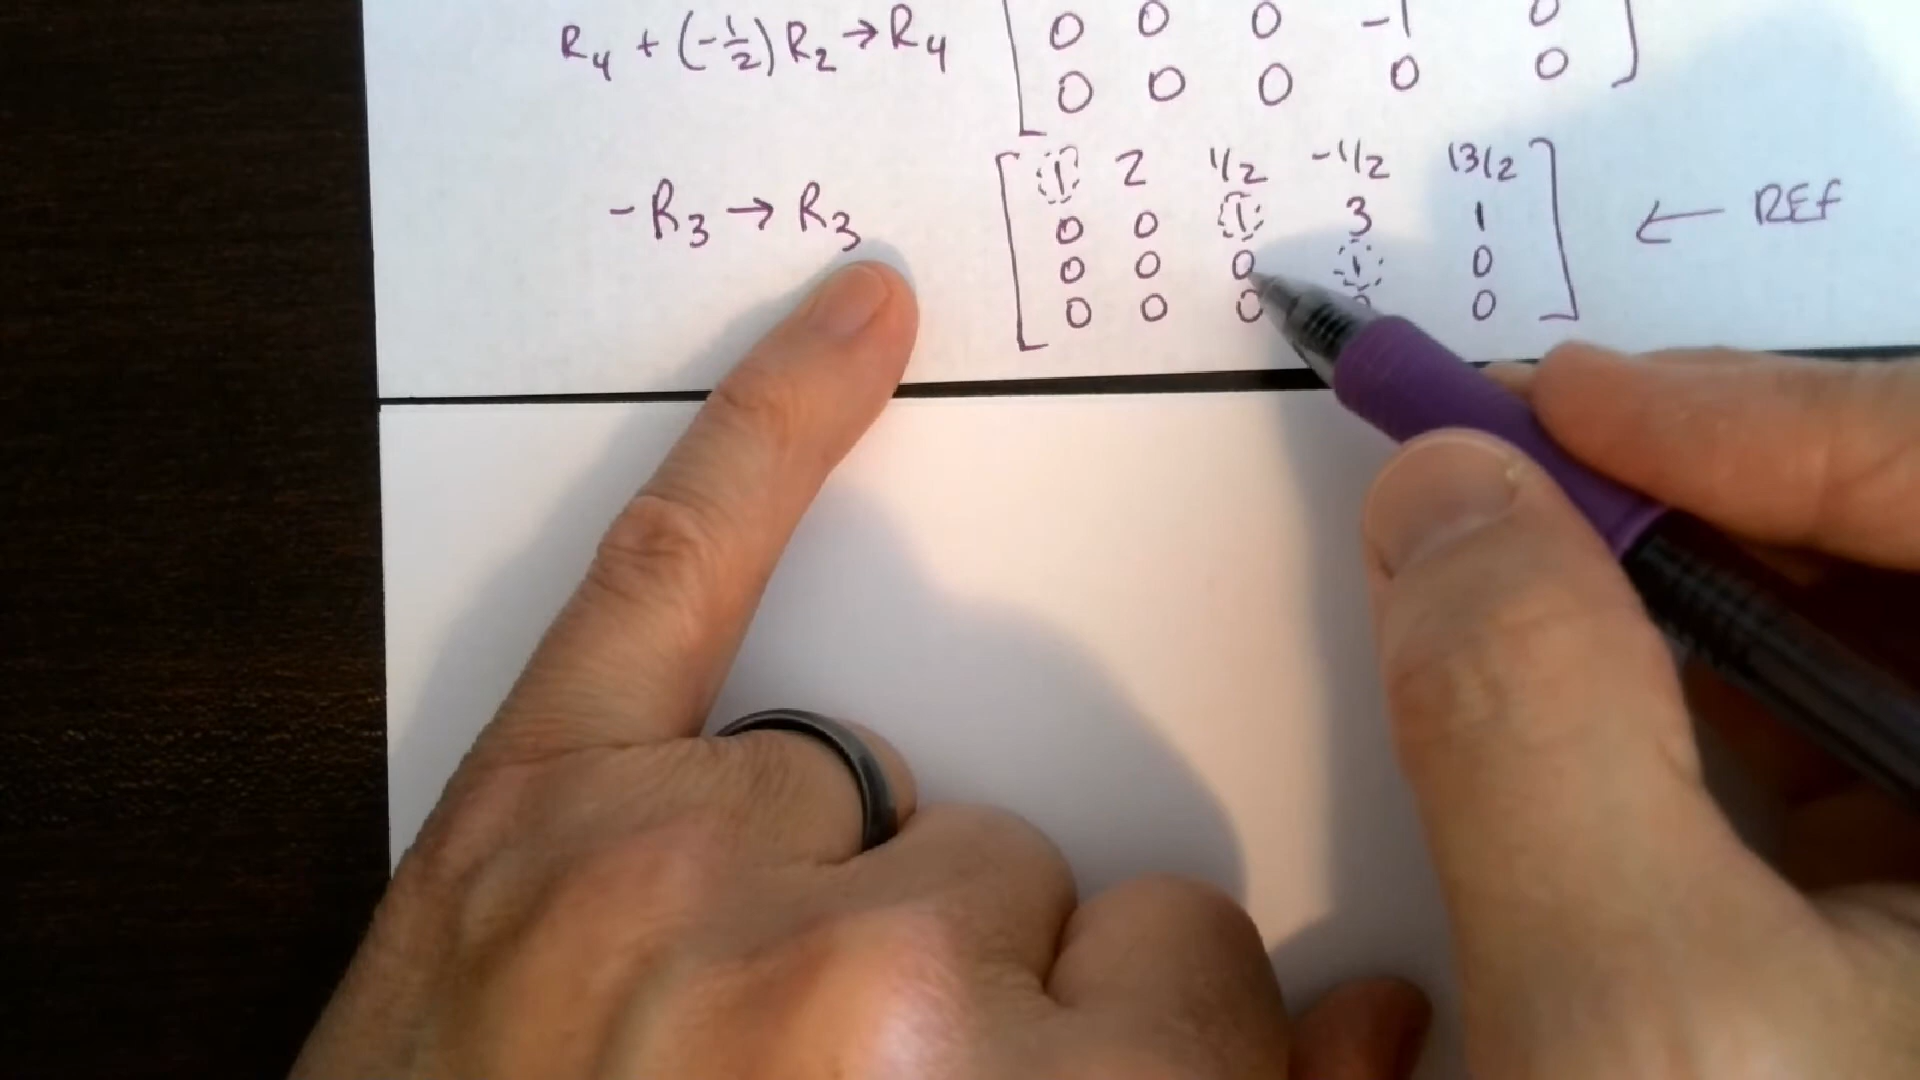 R₄ + (-1/2) R₂ → R₄
0 0 0 -1 0
0 0 0 0 0
-R₃ → R₃
1 2 1/2 -1/2 13/2
0 0 1 3 1
0 0 0 1 0
0 0 0 0 0
← REF